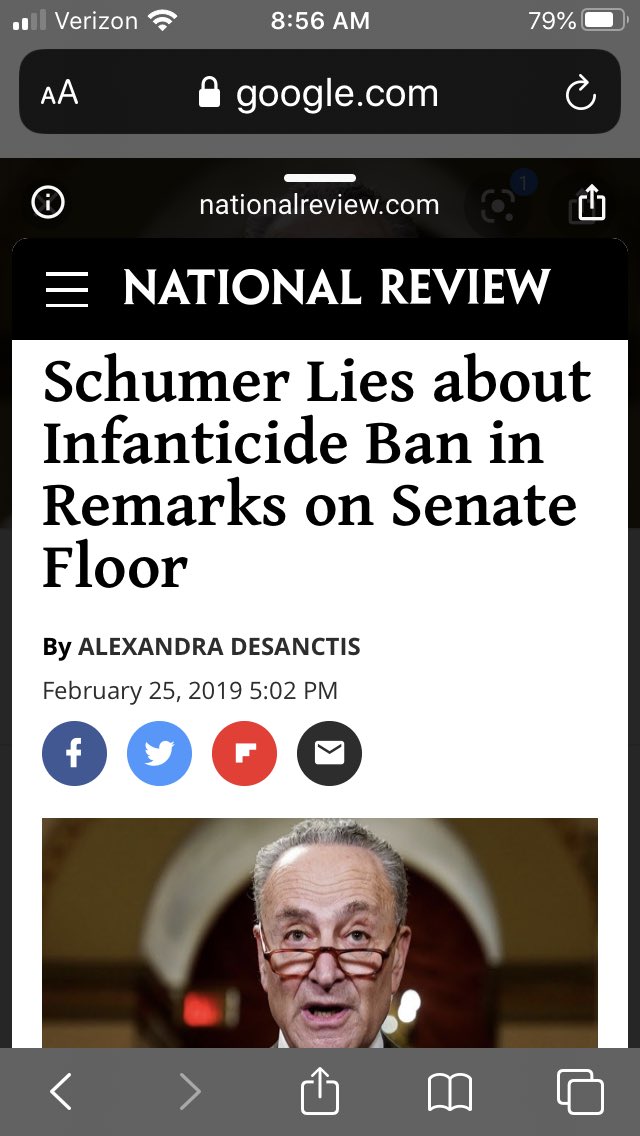 Verizon 8:56 AM 79%
AA google.com
nationalreview.com 1
NATIONAL REVIEW
Schumer Lies about
Infanticide Ban in
Remarks on Senate
Floor
By ALEXANDRA DESANCTIS
February 25, 2019 5:02 PM